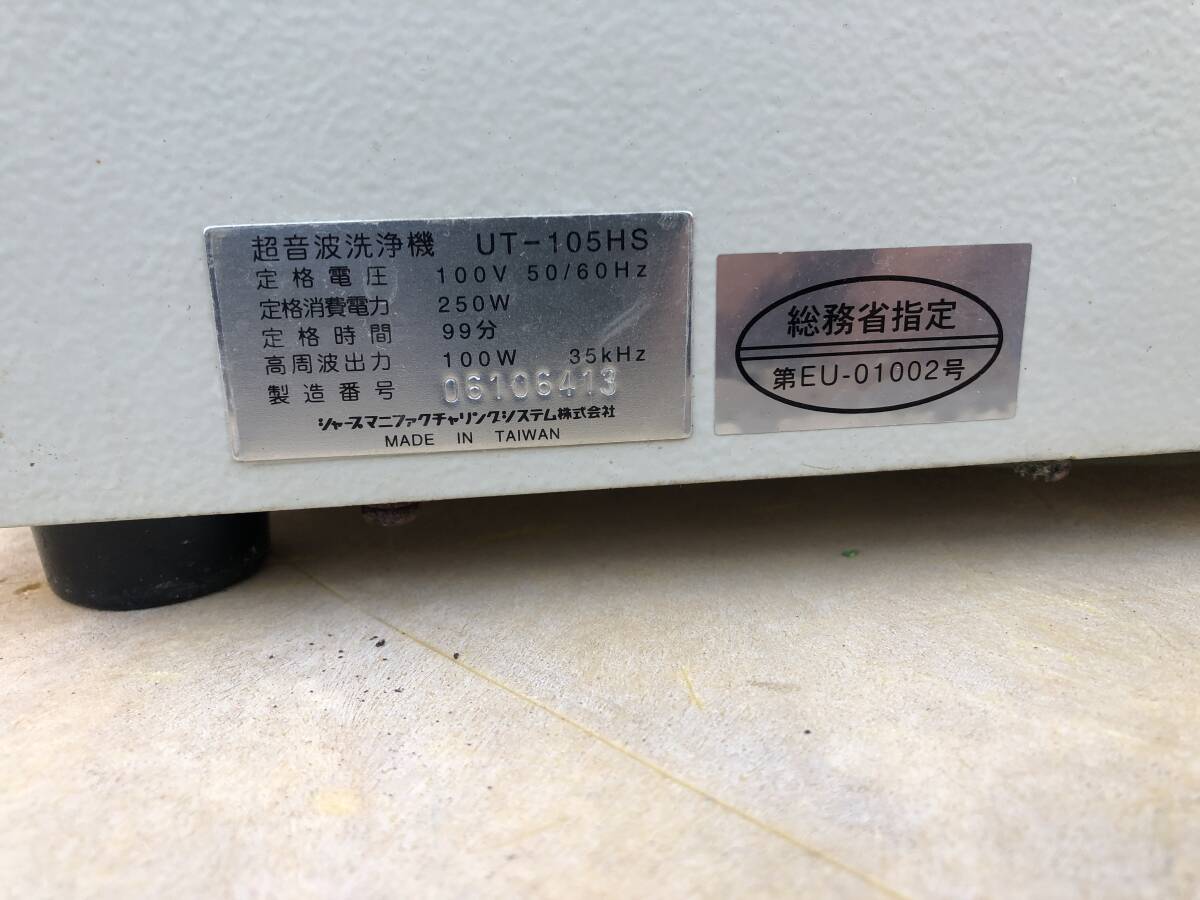 超音波洗浄機 UT-105HS
定格電圧 100V 50/60Hz
定格消費電力 250W
定格時間 99分
高周波出力 100W 35kHz
製造番号 06106413
シャープマニファクチャリングシステム株式会社
MADE IN TAIWAN
総務省指定
第EU-01002号